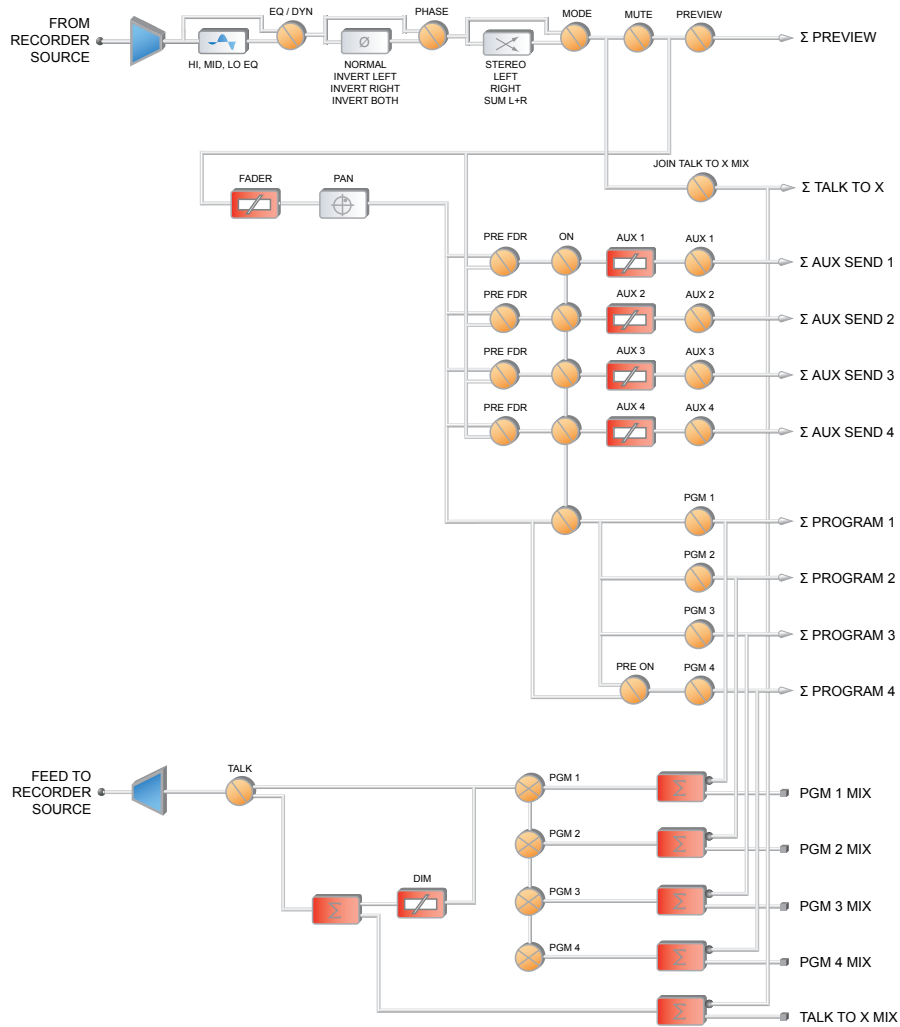 FROM
RECORDER
SOURCE
HI, MID, LO EQ
EQ / DYN
NORMAL
INVERT LEFT
INVERT RIGHT
INVERT BOTH
Ø
PHASE
STEREO
LEFT
RIGHT
SUM L+R
MODE
MUTE
PREVIEW
Σ PREVIEW
JOIN TALK TO X MIX
Σ TALK TO X
FADER
PAN
PRE FDR
ON
AUX 1
AUX 1
Σ AUX SEND 1
PRE FDR
AUX 2
AUX 2
Σ AUX SEND 2
PRE FDR
AUX 3
AUX 3
Σ AUX SEND 3
PRE FDR
AUX 4
AUX 4
Σ AUX SEND 4
PGM 1
Σ PROGRAM 1
PGM 2
Σ PROGRAM 2
PGM 3
Σ PROGRAM 3
PRE ON
PGM 4
Σ PROGRAM 4
FEED TO
RECORDER
SOURCE
TALK
PGM 1
Σ
PGM 1 MIX
PGM 2
Σ
PGM 2 MIX
DIM
Σ
PGM 3
Σ
PGM 3 MIX
PGM 4
Σ
PGM 4 MIX
Σ
TALK TO X MIX